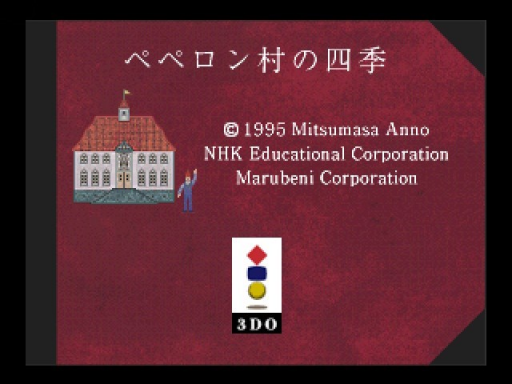 ペペロン村の四季
© 1995 Mitsumasa Anno
NHK Educational Corporation
Marubeni Corporation
3DO